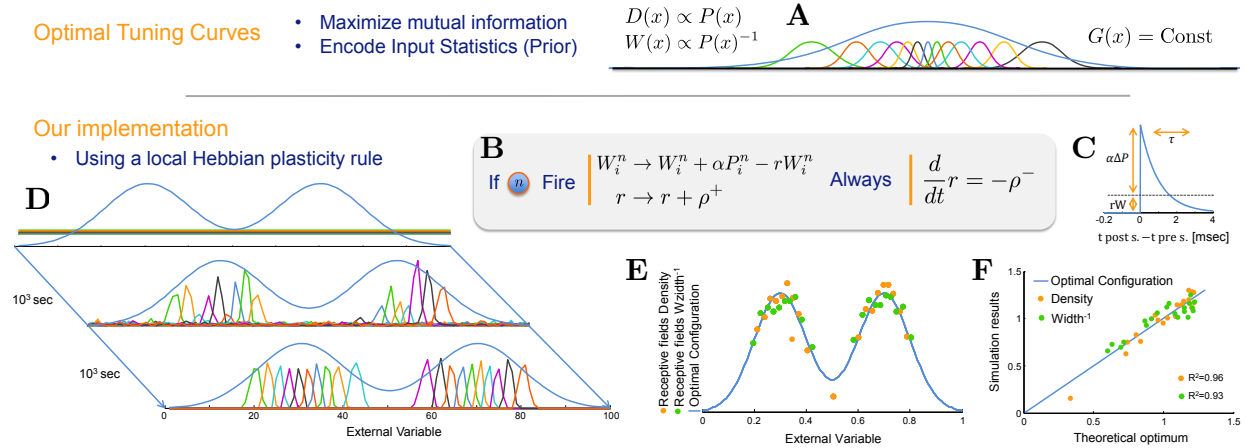 Optimal Tuning Curves
• Maximize mutual information
• Encode Input Statistics (Prior)
D(x) ∝ P(x)
W(x) ∝ P(x)⁻¹
A
G(x) = Const
Our implementation
• Using a local Hebbian plasticity rule
B
If n Fire
W_i^n → W_i^n + αP_i^n − rW_i^n
r → r + ρ⁺
Always
d/dt r = −ρ⁻
C
αΔP
τ
rW
-0.2 0 2 4
t post s. −t pre s. [msec]
D
10³ sec
10³ sec
0 20 40 60 80 100
External Variable
E
Receptive fields Density
Receptive fields Wzidth⁻¹
Optimal Configuration
0 0.2 0.4 0.6 0.8 1
External Variable
F
Optimal Configuration
Density
Width⁻¹
Simulation results
1.5
1
0.5
0
R²=0.96
R²=0.93
0 0.5 1 1.5
Theoretical optimum